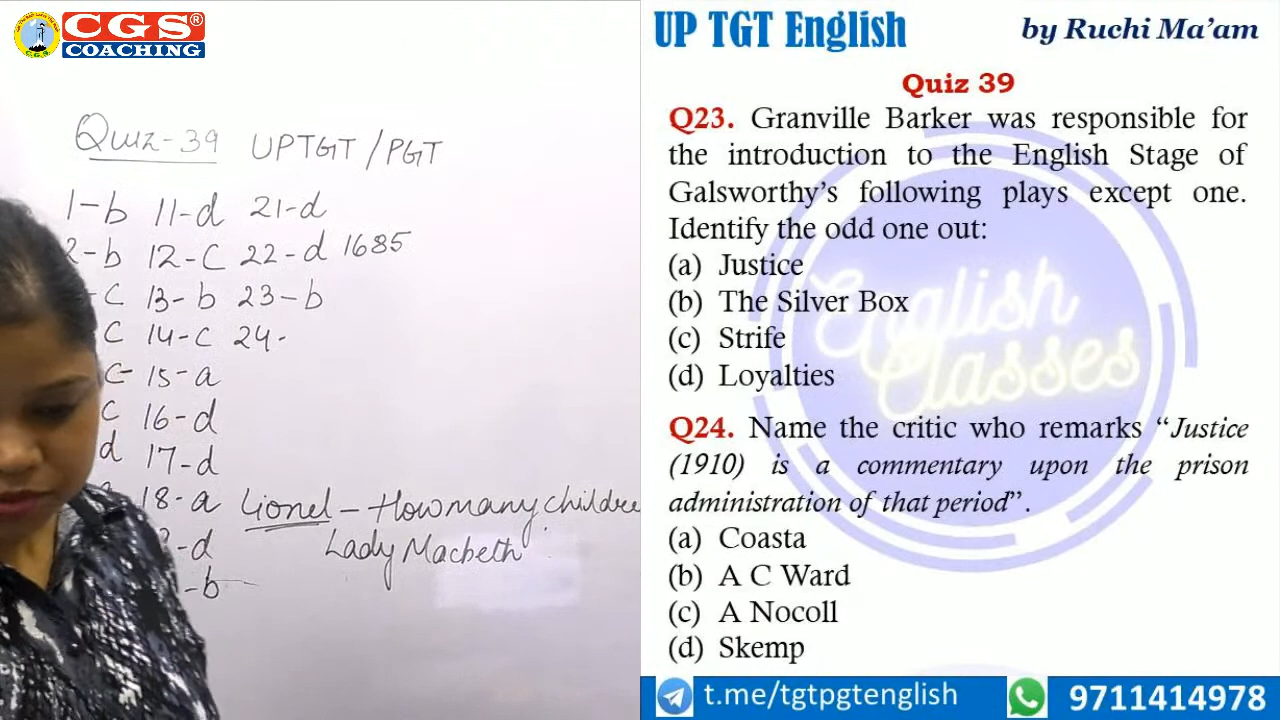 CGS®
COACHING
C.G.S.
Quiz-39 UPTGT/PGT
1-b 11-d 21-d
2-b 12-C 22-d 1685
-C 13-b 23-b
C 14-C 24-
C- 15-a
C 16-d
d 17-d
18-a Lionel - How many children
-d Lady Macbeth
-b
UP TGT English by Ruchi Ma'am
Quiz 39
Q23. Granville Barker was responsible for
the introduction to the English Stage of
Galsworthy's following plays except one.
Identify the odd one out:
(a) Justice
(b) The Silver Box
(c) Strife
(d) Loyalties
Q24. Name the critic who remarks “Justice
(1910) is a commentary upon the prison
administration of that period”.
(a) Coasta
(b) A C Ward
(c) A Nocoll
(d) Skemp
English
Classes
t.me/tgtpgtenglish 9711414978